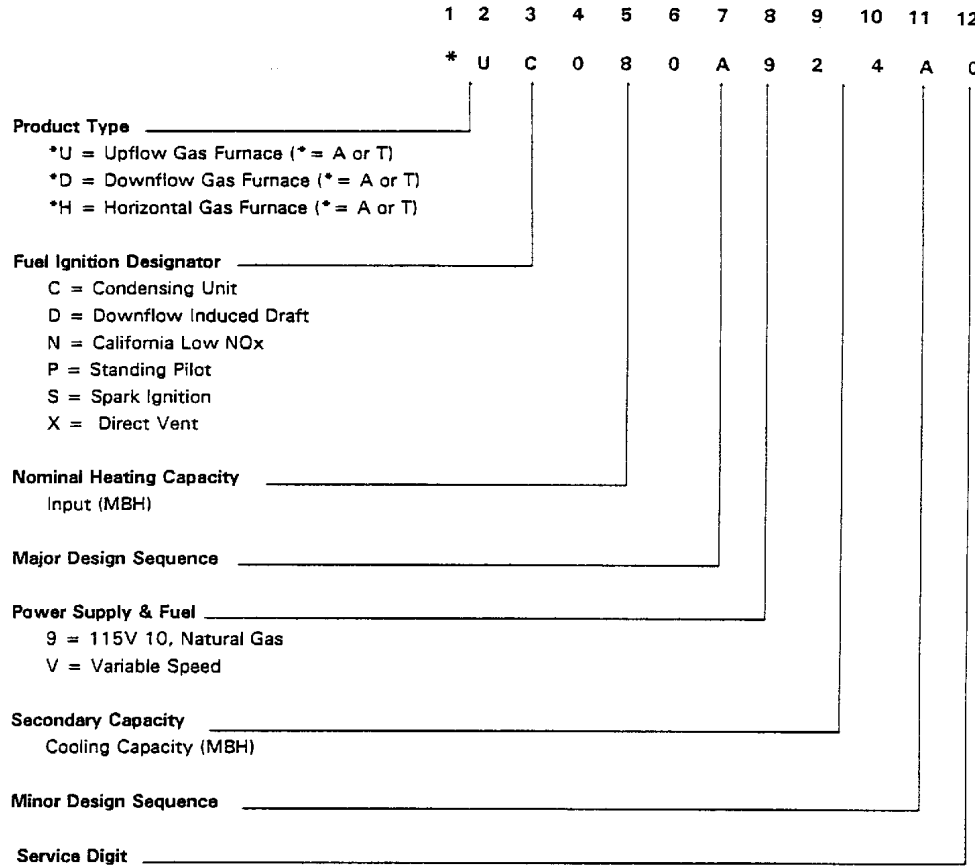 1 2 3 4 5 6 7 8 9 10 11 12
* U C 0 8 0 A 9 2 4 A 0
Product Type
*U = Upflow Gas Furnace (* = A or T)
*D = Downflow Gas Furnace (* = A or T)
*H = Horizontal Gas Furnace (* = A or T)
Fuel Ignition Designator
C = Condensing Unit
D = Downflow Induced Draft
N = California Low NOx
P = Standing Pilot
S = Spark Ignition
X = Direct Vent
Nominal Heating Capacity
Input (MBH)
Major Design Sequence
Power Supply & Fuel
9 = 115V 10, Natural Gas
V = Variable Speed
Secondary Capacity
Cooling Capacity (MBH)
Minor Design Sequence
Service Digit